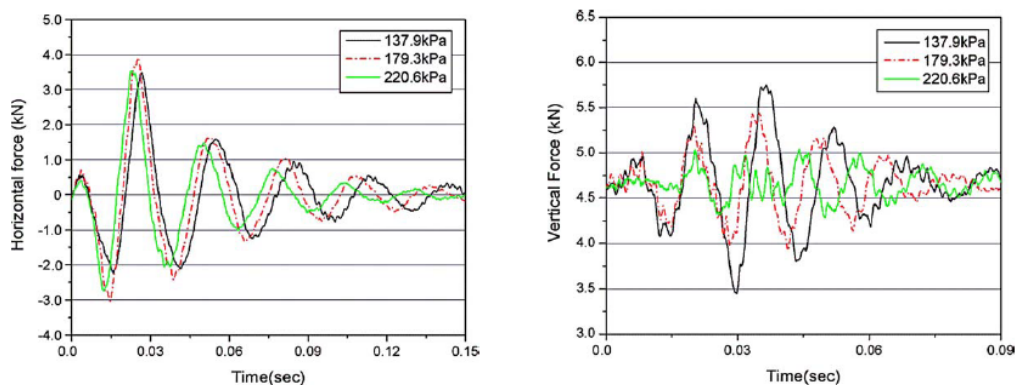 5.0
4.0
3.0
2.0
1.0
0
-1.0
-2.0
-3.0
-4.0
Horizontal force (kN)
137.9kPa
179.3kPa
220.6kPa
0.0 0.03 0.06 0.09 0.12 0.15
Time(sec)
6.5
6.0
5.5
5.0
4.5
4.0
3.5
3.0
Vertical Force (kN)
137.9kPa
179.3kPa
220.6kPa
0.0 0.03 0.06 0.09
Time(sec)